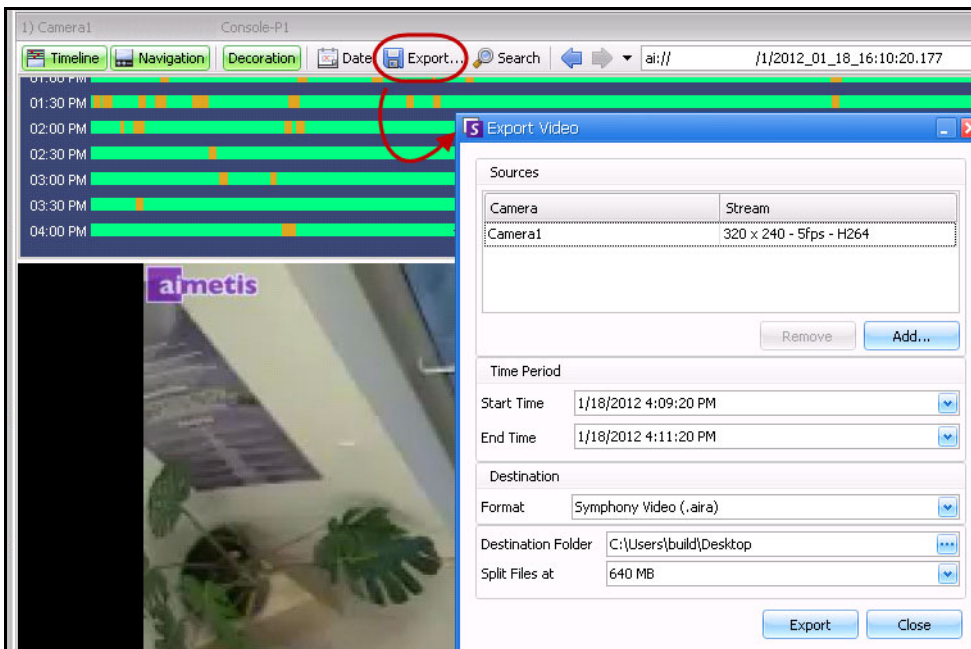 1) Camera1 Console-P1
Timeline Navigation Decoration Date Export... Search ai:// /1/2012_01_18_16:10:20.177
01:00 PM
01:30 PM
02:00 PM
02:30 PM
03:00 PM
03:30 PM
04:00 PM
aimetis
Export Video
Sources
Camera Stream
Camera1 320 x 240 - 5fps - H264
Remove Add...
Time Period
Start Time 1/18/2012 4:09:20 PM
End Time 1/18/2012 4:11:20 PM
Destination
Format Symphony Video (.aira)
Destination Folder C:\Users\build\Desktop
Split Files at 640 MB
Export Close